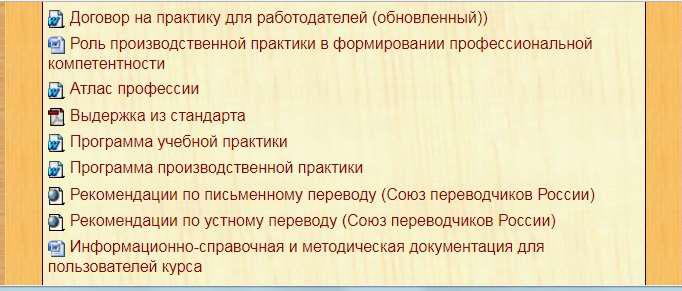 Договор на практику для работодателей (обновленный))
Роль производственной практики в формировании профессиональной
компетентности
Атлас профессии
Выдержка из стандарта
Программа учебной практики
Программа производственной практики
Рекомендации по письменному переводу (Союз переводчиков России)
Рекомендации по устному переводу (Союз переводчиков России)
Информационно-справочная и методическая документация для
пользователей курса